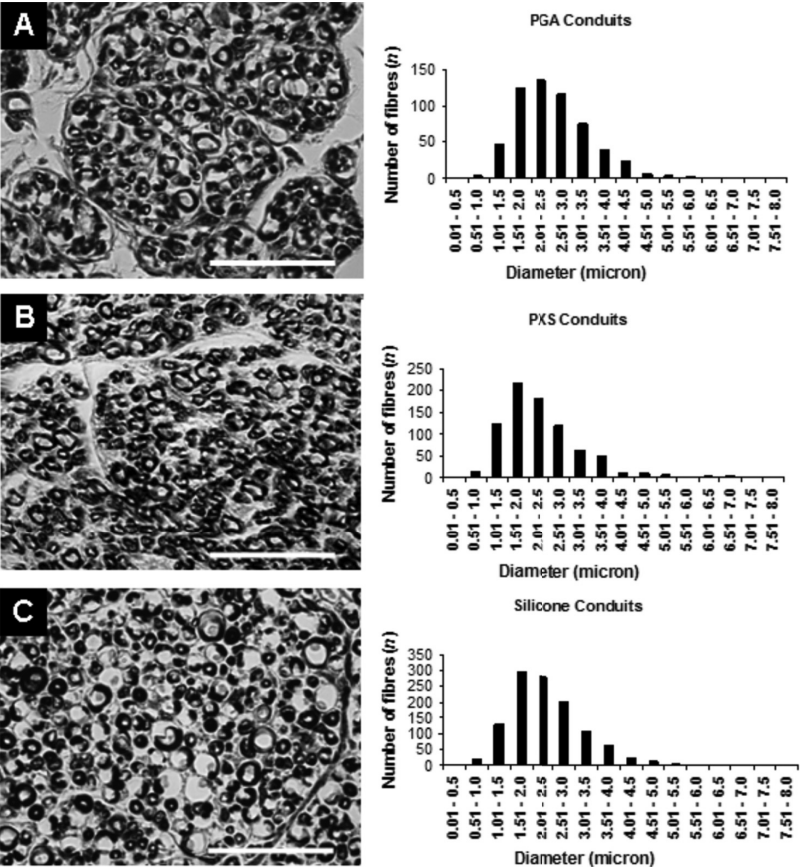 A
PGA Conduits
Number of fibres (n)
150
100
50
0
0.01 - 0.5
0.51 - 1.0
1.01 - 1.5
1.51 - 2.0
2.01 - 2.5
2.51 - 3.0
3.01 - 3.5
3.51 - 4.0
4.01 - 4.5
4.51 - 5.0
5.01 - 5.5
5.51 - 6.0
6.01 - 6.5
6.51 - 7.0
7.01 - 7.5
7.51 - 8.0
Diameter (micron)
B
PXS Conduits
Number of fibres (n)
250
200
150
100
50
0
0.01 - 0.5
0.51 - 1.0
1.01 - 1.5
1.51 - 2.0
2.01 - 2.5
2.51 - 3.0
3.01 - 3.5
3.51 - 4.0
4.01 - 4.5
4.51 - 5.0
5.01 - 5.5
5.51 - 6.0
6.01 - 6.5
6.51 - 7.0
7.01 - 7.5
7.51 - 8.0
Diameter (micron)
C
Silicone Conduits
Number of fibres (n)
350
300
250
200
150
100
50
0
0.01 - 0.5
0.51 - 1.0
1.01 - 1.5
1.51 - 2.0
2.01 - 2.5
2.51 - 3.0
3.01 - 3.5
3.51 - 4.0
4.01 - 4.5
4.51 - 5.0
5.01 - 5.5
5.51 - 6.0
6.01 - 6.5
6.51 - 7.0
7.01 - 7.5
7.51 - 8.0
Diameter (micron)